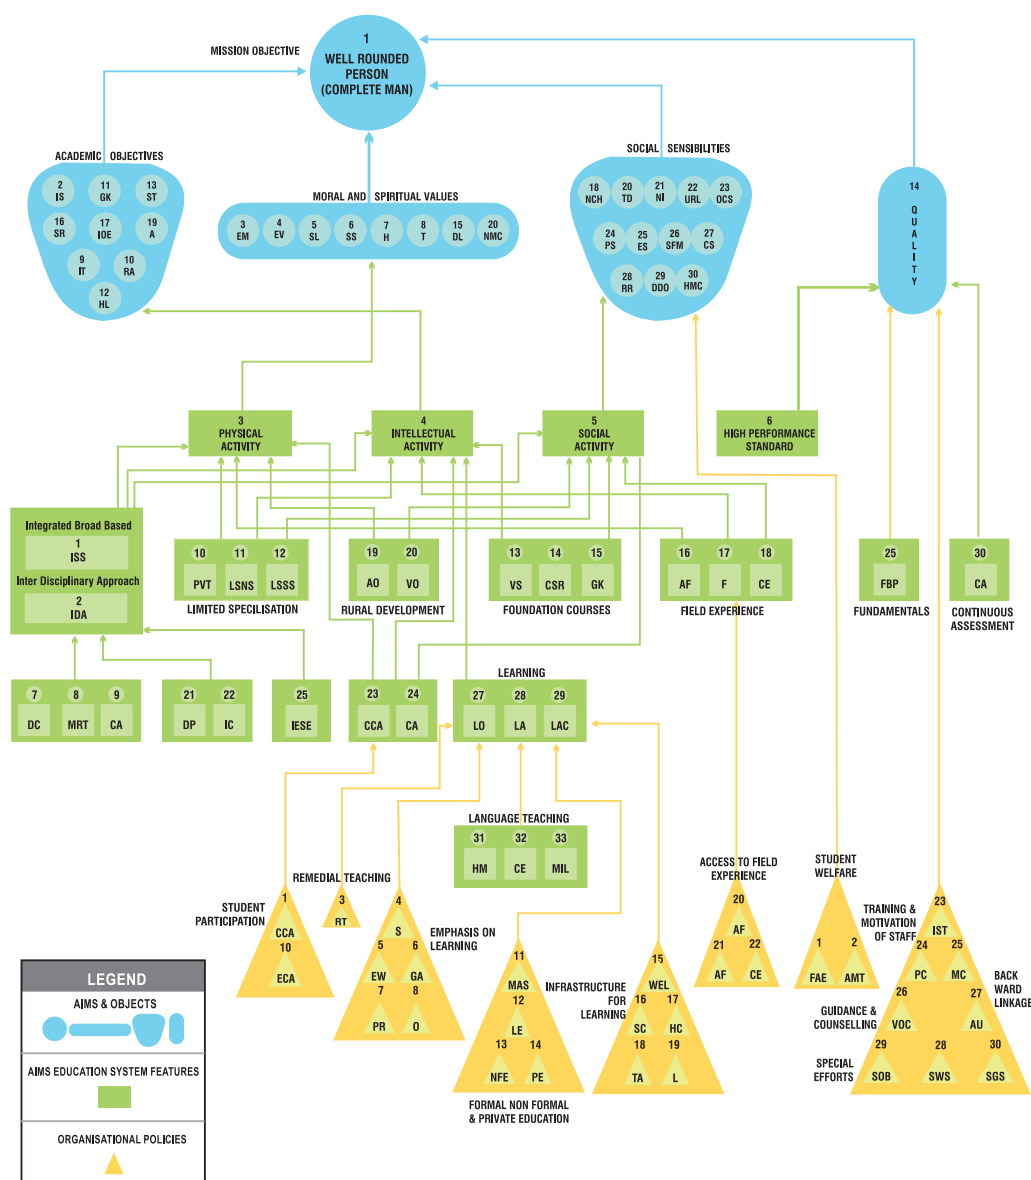 1
WELL ROUNDED
PERSON
(COMPLETE MAN)
MISSION OBJECTIVE
ACADEMIC OBJECTIVES
2 11 13
IS GK ST
16 17 19
SR IOE A
9 10
IT RA
12
HL
MORAL AND SPIRITUAL VALUES
3 4 5 6 7 8 15 20
EM EV SL SS H T DL NMC
SOCIAL SENSIBILITIES
18 20 21 22 23
NCH TD NI URL OCS
24 25 26 27
PS ES SFM CS
28 29 30
RR DDO HMC
14
Q
U
A
L
I
T
Y
3
PHYSICAL
ACTIVITY
4
INTELLECTUAL
ACTIVITY
5
SOCIAL
ACTIVITY
6
HIGH PERFORMANCE
STANDARD
Integrated Broad Based
1
ISS
Inter Disciplinary Approach
2
IDA
10 11 12
PVT LSNS LSSS
LIMITED SPECILISATION
19 20
AO VO
RURAL DEVELOPMENT
13 14 15
VS CSR GK
FOUNDATION COURSES
16 17 18
AF F CE
FIELD EXPERIENCE
25
FBP
FUNDAMENTALS
30
CA
CONTINUOUS
ASSESSMENT
7 8 9
DC MRT CA
21 22
DP IC
25
IESE
23 24
CCA CA
LEARNING
27 28 29
LO LA LAC
LANGUAGE TEACHING
31 32 33
HM CE MIL
STUDENT
PARTICIPATION
1
CCA
10
ECA
REMEDIAL TEACHING
3
RT
4
S
5 6
EW GA
7 8
PR O
EMPHASIS ON
LEARNING
11
MAS
12
LE
13 14
NFE PE
FORMAL NON FORMAL
& PRIVATE EDUCATION
INFRASTRUCTURE
FOR
LEARNING
15
WEL
16 17
SC HC
18 19
TA L
ACCESS TO FIELD
EXPERIENCE
20
AF
21 22
AF CE
STUDENT
WELFARE
1 2
FAE AMT
TRAINING &
MOTIVATION
OF STAFF
23
IST
24 25
PC MC
BACK
WARD
LINKAGE
GUIDANCE &
COUNSELLING
26 27
VOC AU
SPECIAL
EFFORTS
29 28 30
SOB SWS SGS
LEGEND
AIMS & OBJECTS
AIMS EDUCATION SYSTEM FEATURES
ORGANISATIONAL POLICIES